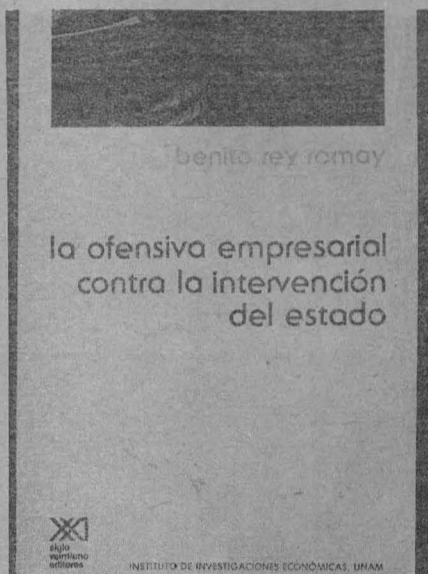 benito rey romay
la ofensiva empresarial
contra la intervención
del estado
siglo
veintiuno
editores
INSTITUTO DE INVESTIGACIONES ECONÓMICAS, UNAM